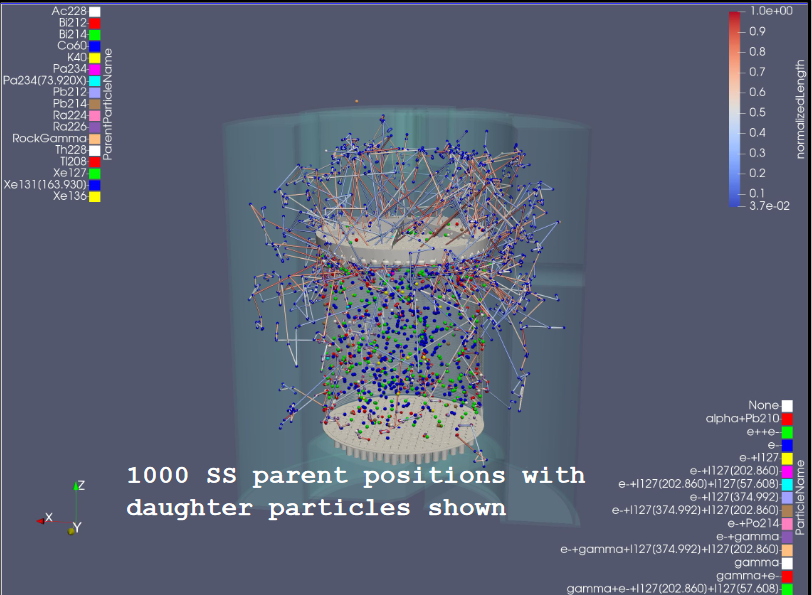 Ac228
Bi212
Bi214
Co60
K40
Pa234
Pa234(73.920X)
Pb212
Pb214
Ra224
Ra226
RockGamma
Th228
Tl208
Xe127
Xe131(163.930)
Xe136
ParentParticleName
1.0e+00
0.9
0.8
0.7
0.6
0.5
0.4
0.3
0.2
0.1
3.7e-02
normalizedLength
1000 SS parent positions with
daughter particles shown
Z
X
Y
None
alpha+Pb210
e++e-
e-
e-+I127
e-+I127(202.860)
e-+I127(202.860)+I127(57.608)
e-+I127(374.992)
e-+I127(374.992)+I127(202.860)
e-+Po214
e-+gamma
e-+gamma+I127(374.992)+I127(202.860)
gamma
gamma+e-
gamma+e-+I127(202.860)+I127(57.608)
ParticleName